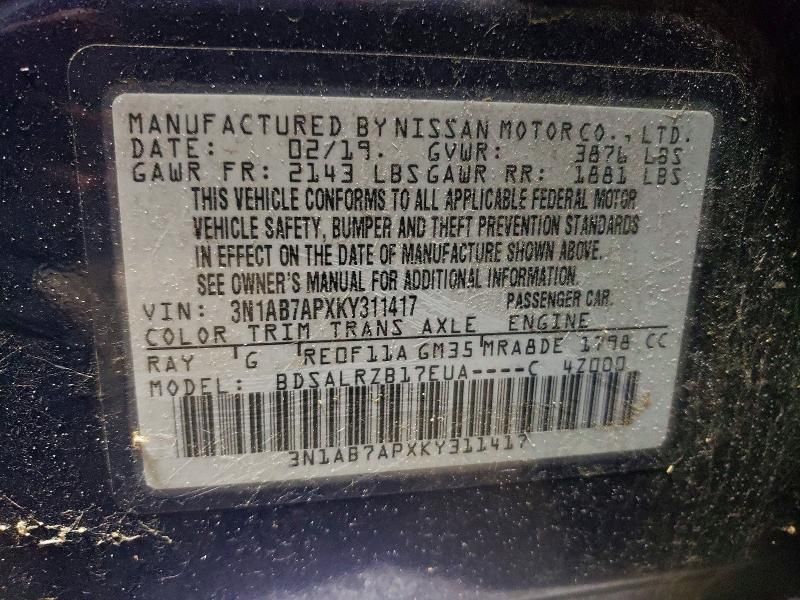 MANUFACTURED BY NISSAN MOTOR CO., LTD.
DATE: 02/19. GVWR: 3876 LBS
GAWR FR: 2143 LBS GAWR RR: 1881 LBS
THIS VEHICLE CONFORMS TO ALL APPLICABLE FEDERAL MOTOR
VEHICLE SAFETY, BUMPER AND THEFT PREVENTION STANDARDS
IN EFFECT ON THE DATE OF MANUFACTURE SHOWN ABOVE.
SEE OWNER'S MANUAL FOR ADDITIONAL INFORMATION.
VIN: 3N1AB7APXKY311417 PASSENGER CAR.
COLOR TRIM TRANS AXLE ENGINE
RAY G RE0F11A GM35 MRA8DE 1798 CC
MODEL: BDSALRZB17EUA----C 4Z000
3N1AB7APXKY311417